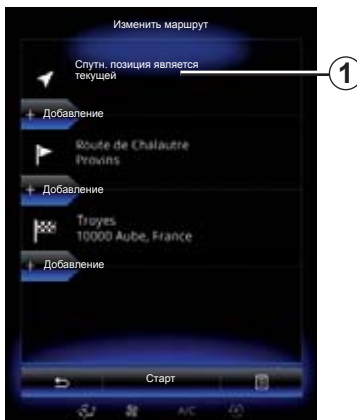 Изменить маршрут
Спутн. позиция является
текущей
1
+ Добавление
Route de Chalautre
Provins
+ Добавление
Troyes
10000 Aube, France
+ Добавление
Старт
A/C